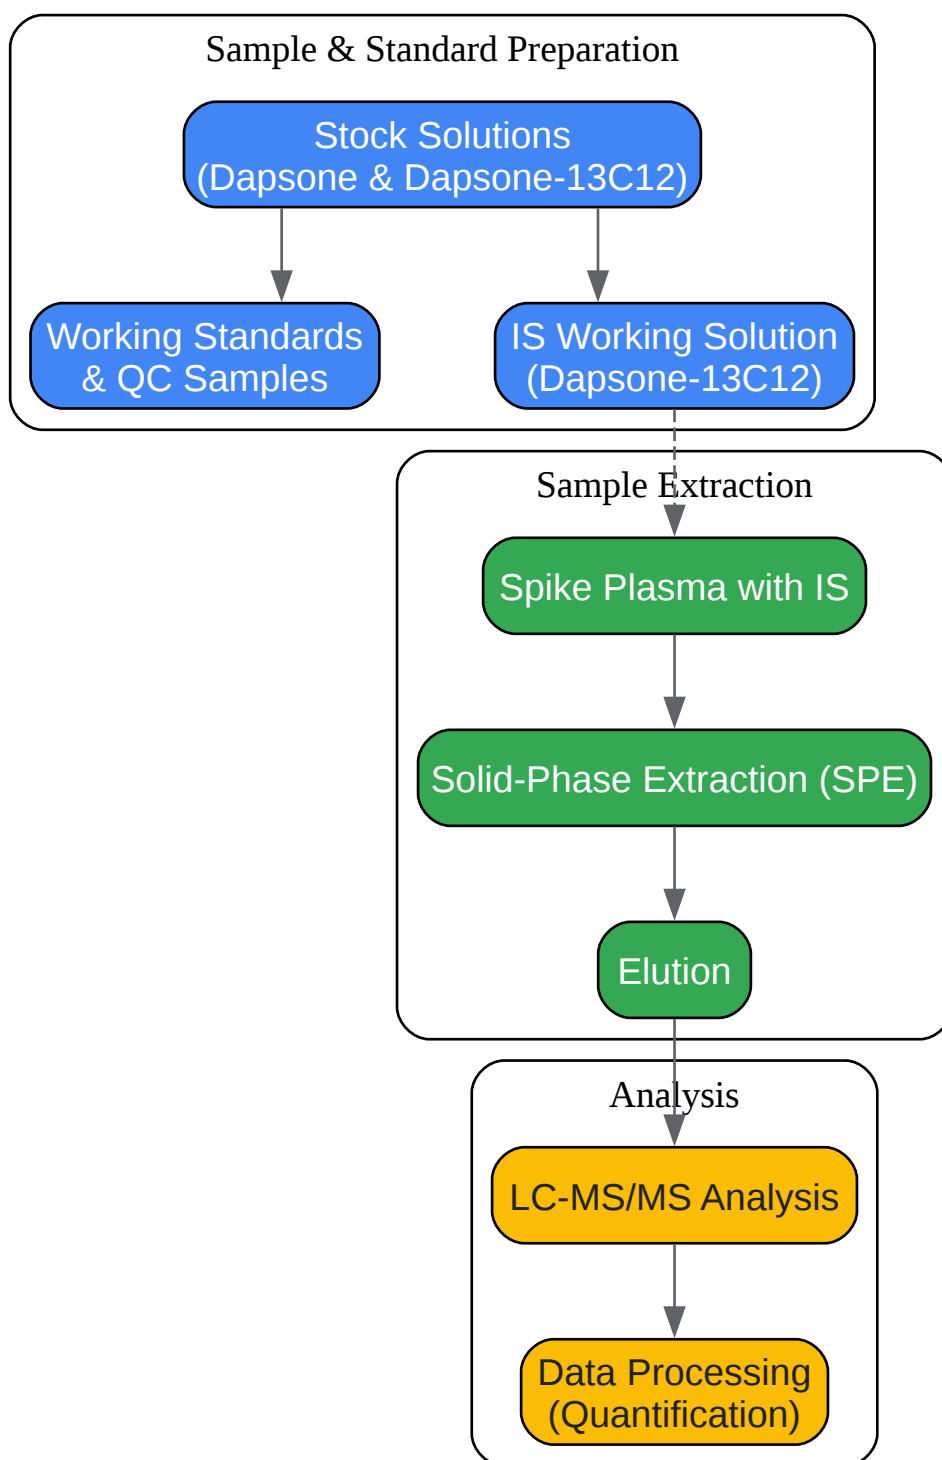 Sample & Standard Preparation
Stock Solutions
(Dapsone & Dapsone-13C12)
Working Standards
& QC Samples
IS Working Solution
(Dapsone-13C12)
Sample Extraction
Spike Plasma with IS
Solid-Phase Extraction (SPE)
Elution
Analysis
LC-MS/MS Analysis
Data Processing
(Quantification)